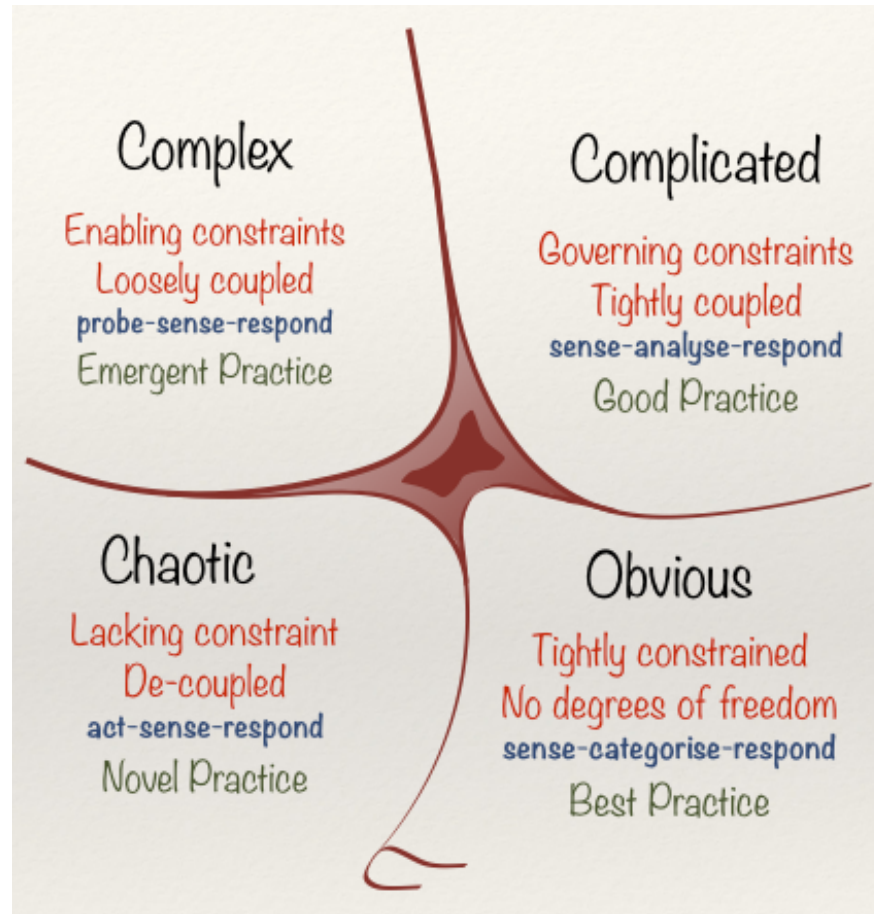 Complex
Enabling constraints
Loosely coupled
probe-sense-respond
Emergent Practice
Complicated
Governing constraints
Tightly coupled
sense-analyse-respond
Good Practice
Chaotic
Lacking constraint
De-coupled
act-sense-respond
Novel Practice
Obvious
Tightly constrained
No degrees of freedom
sense-categorise-respond
Best Practice